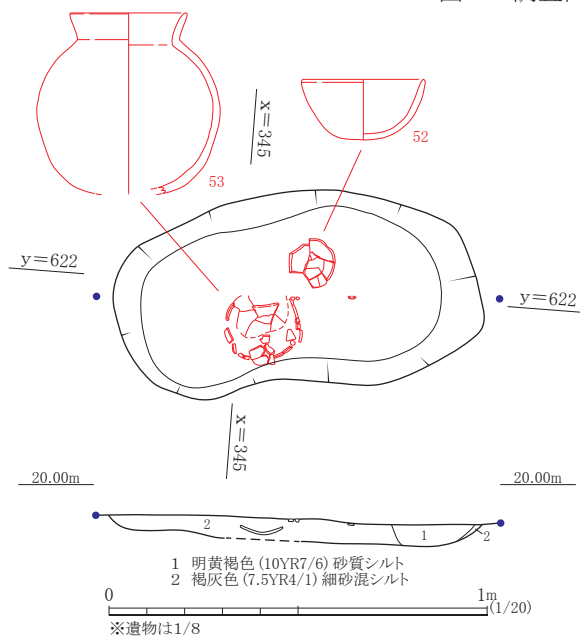 52
53
x=345
y=622
y=622
x=345
20.00m
20.00m
2
1
2
1 明黄褐色 (10YR7/6) 砂質シルト
2 褐灰色 (7.5YR4/1) 細砂混シルト
0
1m
(1/20)
※遺物は1/8